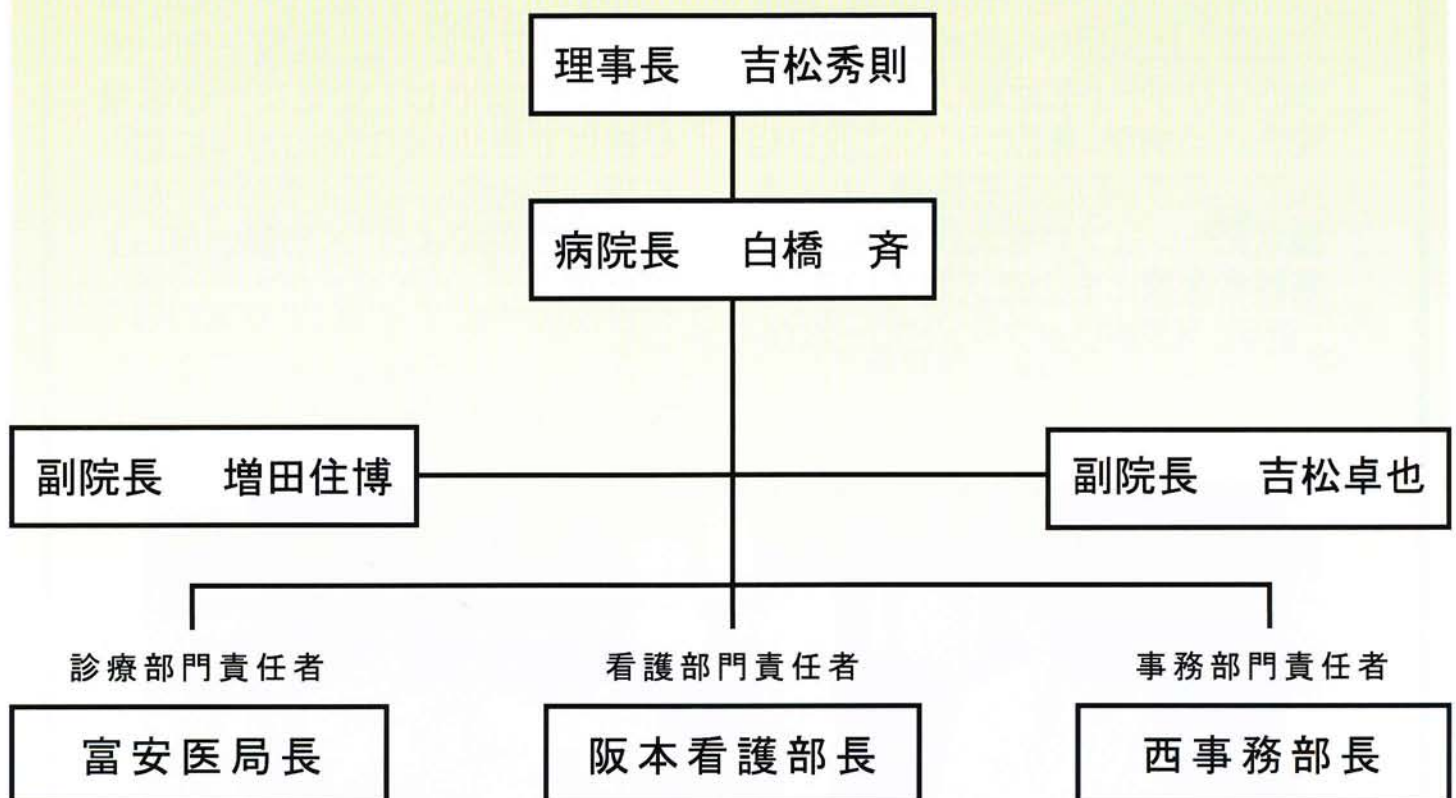 理事長　吉松秀則
病院長　白橋　斉
副院長　増田住博
副院長　吉松卓也
診療部門責任者
看護部門責任者
事務部門責任者
富安医局長
阪本看護部長
西事務部長